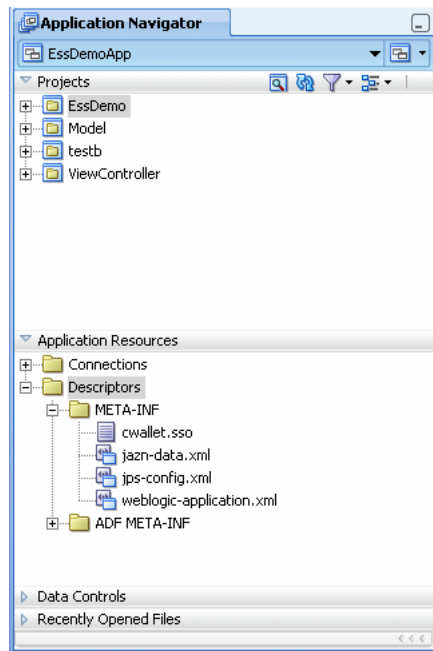 Application Navigator
EssDemoApp
Projects
EssDemo
Model
testb
ViewController
Application Resources
Connections
Descriptors
META-INF
cwallet.sso
jazn-data.xml
jps-config.xml
weblogic-application.xml
ADF META-INF
Data Controls
Recently Opened Files